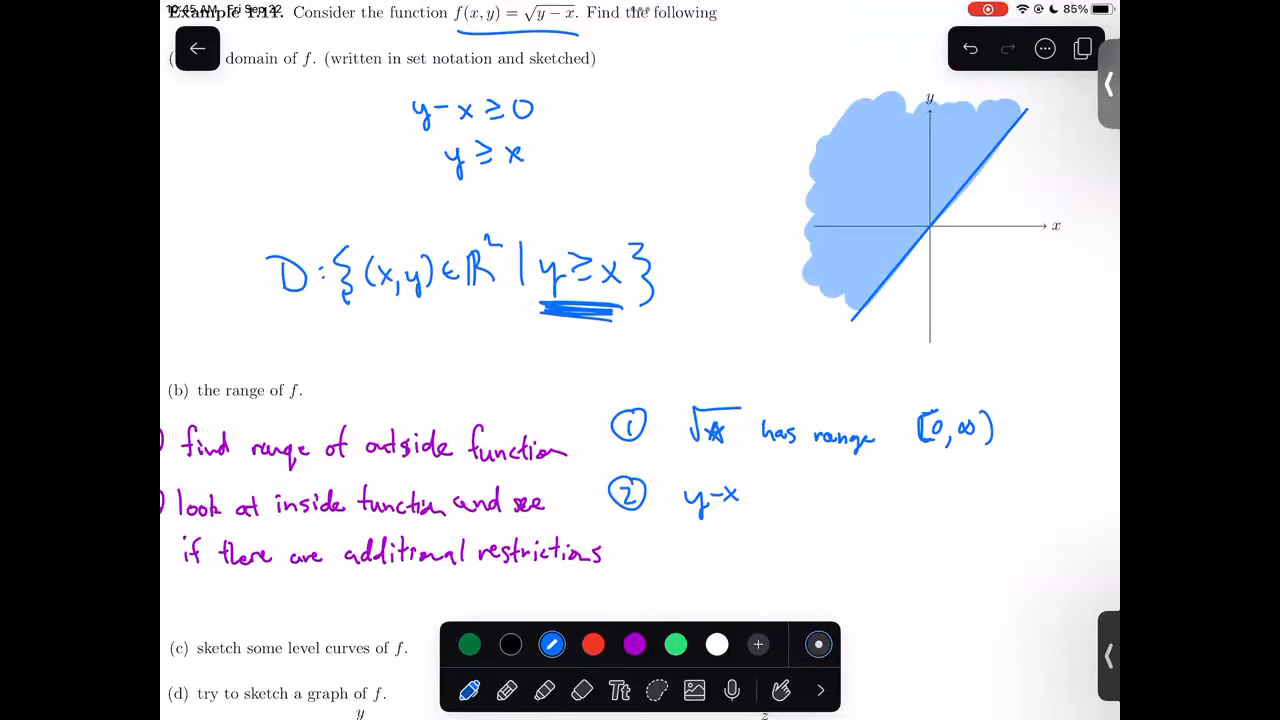 10:45 AM Fri Sep 22
85%
Example 1.11. Consider the function f(x, y) = √(y − x). Find the following
domain of f. (written in set notation and sketched)
y - x ≥ 0
y ≥ x
D: {(x,y) ∈ ℝ² | y ≥ x}
y
x
(b) the range of f.
) find range of outside function
) look at inside function and see
if there are additional restrictions
① √☆ has range [0, ∞)
② y-x
(c) sketch some level curves of f.
(d) try to sketch a graph of f.
y
z
Tt